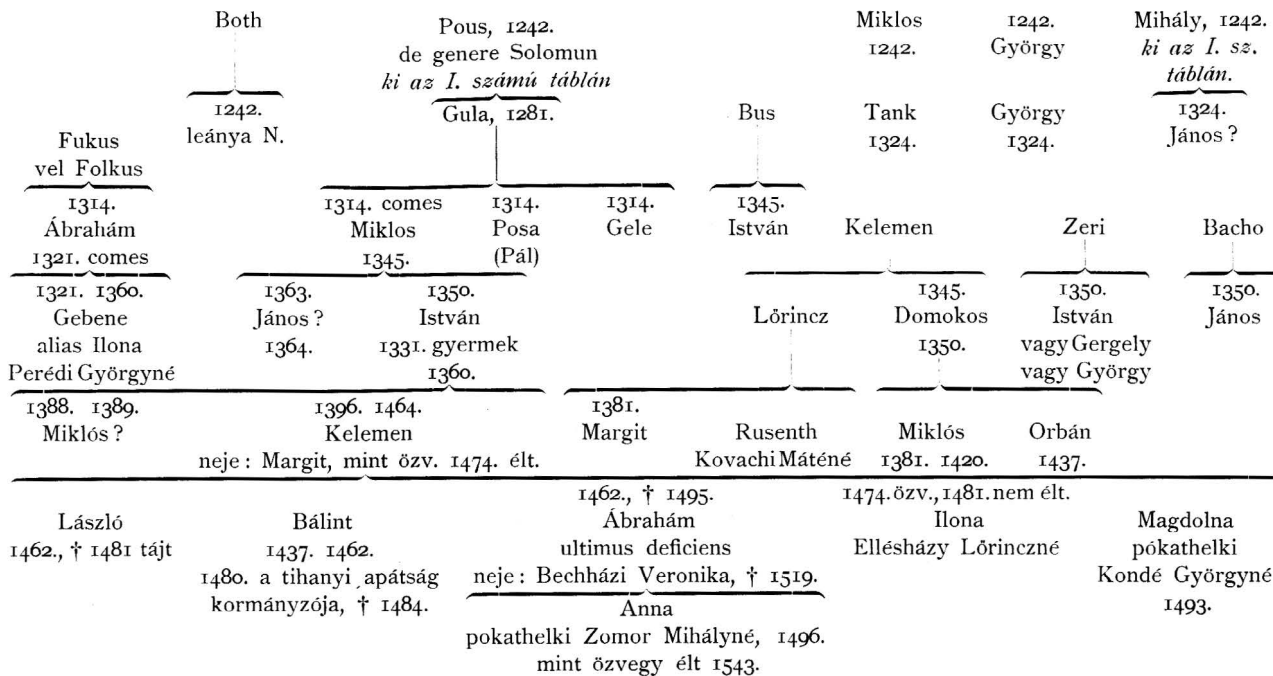 Both
Pous, 1242.
de genere Solomun
ki az I. számú táblán
Miklos
1242.
1242.
György
Mihály, 1242.
ki az I. sz.
táblán.
1242.
leánya N.
Gula, 1281.
Bus
Tank
1324.
György
1324.
1324.
János ?
Fukus
vel Folkus
1314.
Ábrahám
1321. comes
1314. comes
Miklos
1345.
1314.
Posa
(Pál)
1314.
Gele
1345.
István
Kelemen
Zeri
Bacho
1321. 1360.
Gebene
alias Ilona
Perédi Györgyné
1363.
János ?
1364.
1350.
István
1331. gyermek
1360.
Lőrincz
1345.
Domokos
1350.
1350.
István
vagy Gergely
vagy György
1350.
János
1388. 1389.
Miklós ?
1396. 1464.
Kelemen
neje : Margit, mint özv. 1474. élt.
1381.
Margit
Rusenth
Kovachi Máténé
Miklós
1381. 1420.
Orbán
1437.
László
1462., † 1481 tájt
Bálint
1437. 1462.
1480. a tihanyi apátság
kormányzója, † 1484.
1462., † 1495.
Ábrahám
ultimus deficiens
neje : Bechházi Veronika, † 1519.
1474. özv., 1481. nem élt.
Ilona
Ellésházy Lőrinczné
Magdolna
pókathelki
Kondé Györgyné
1493.
Anna
pokathelki Zomor Mihályné, 1496.
mint özvegy élt 1543.